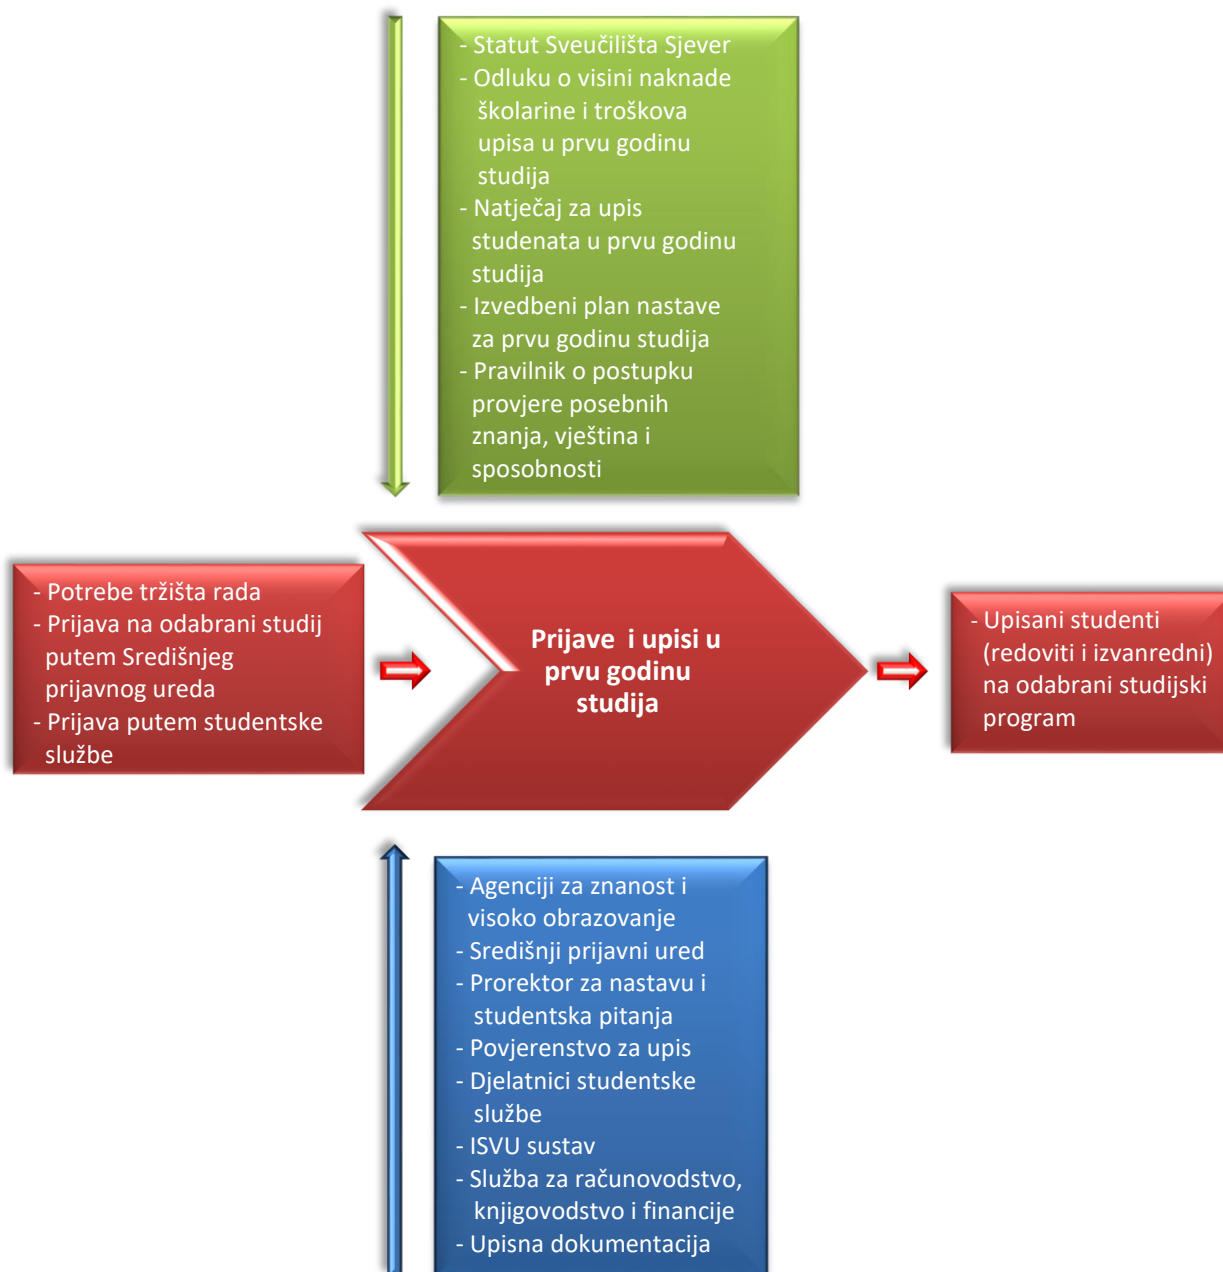 - Statut Sveučilišta Sjever
- Odluku o visini naknade
školarine i troškova
upisa u prvu godinu
studija
- Natječaj za upis
studenata u prvu godinu
studija
- Izvedbeni plan nastave
za prvu godinu studija
- Pravilnik o postupku
provjere posebnih
znanja, vještina i
sposobnosti
- Potrebe tržišta rada
- Prijava na odabrani studij
putem Središnjeg
prijavnog ureda
- Prijava putem studentske
službe
Prijave i upisi u
prvu godinu
studija
- Upisani studenti
(redoviti i izvanredni)
na odabrani studijski
program
- Agenciji za znanost i
visoko obrazovanje
- Središnji prijavni ured
- Prorektor za nastavu i
studentska pitanja
- Povjerenstvo za upis
- Djelatnici studentske
službe
- ISVU sustav
- Služba za računovodstvo,
knjigovodstvo i financije
- Upisna dokumentacija